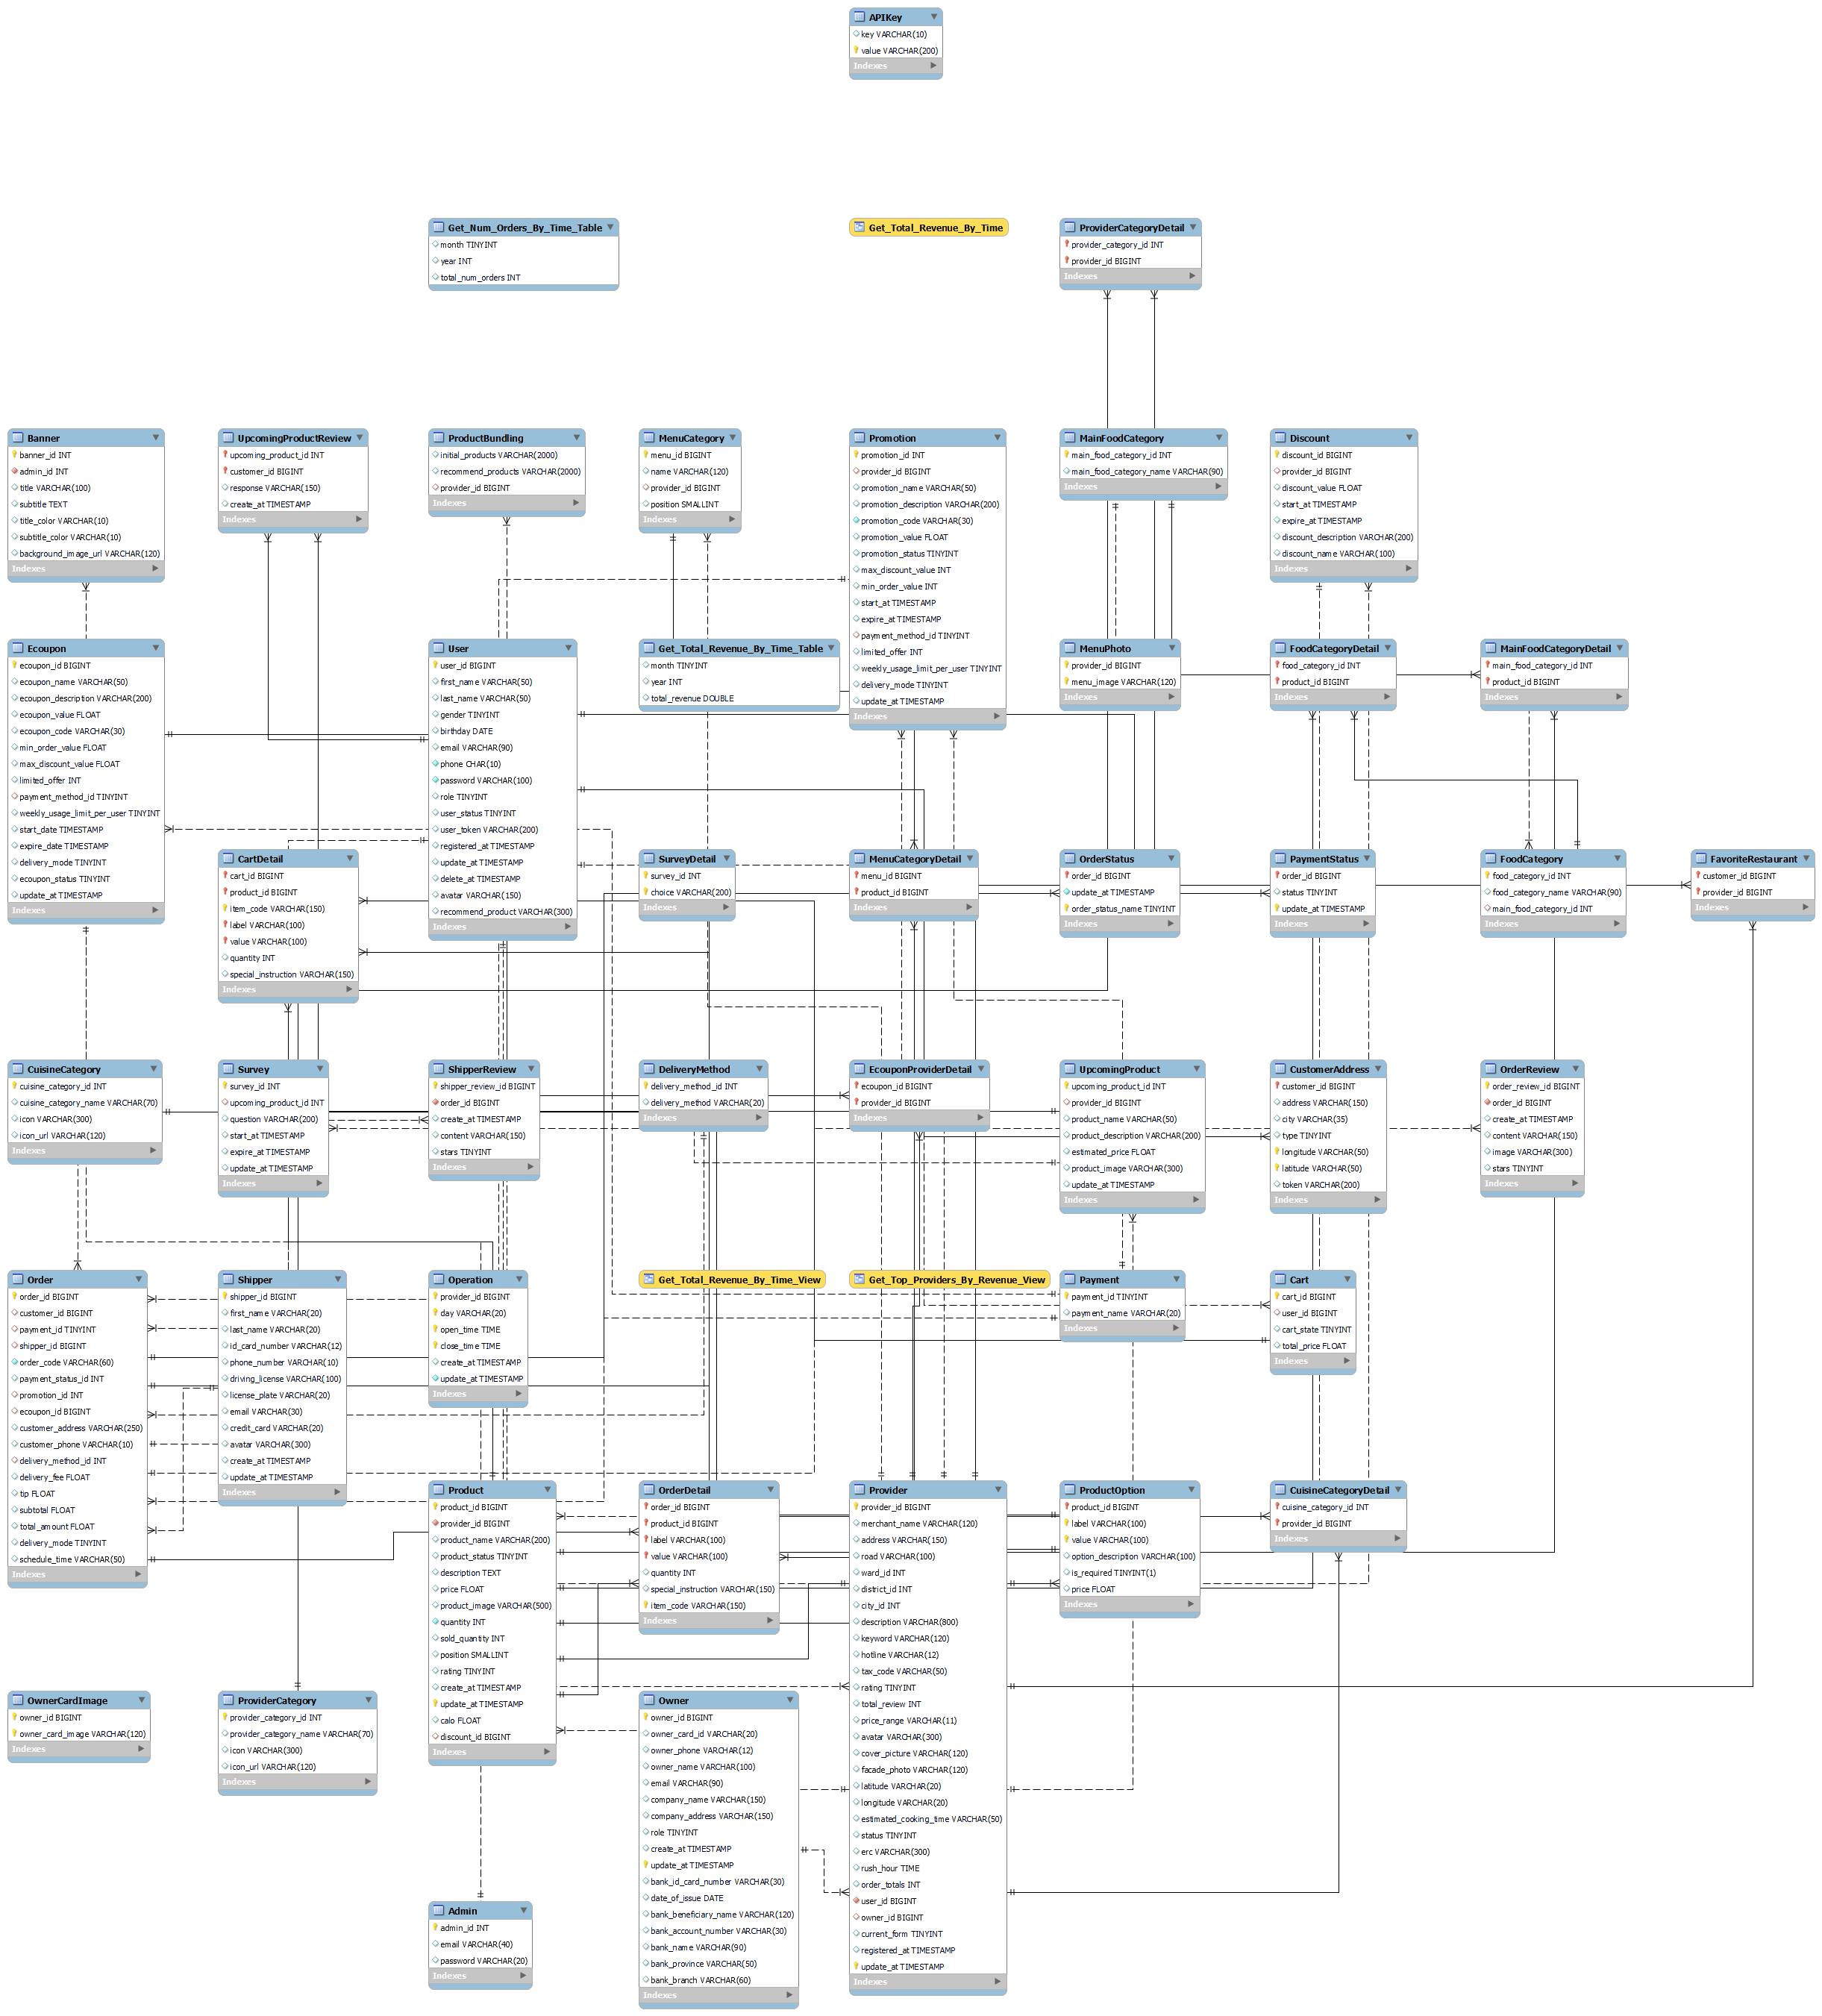 APIKey
key VARCHAR(10)
value VARCHAR(200)
Indexes
Get_Num_Orders_By_Time_Table
month TINYINT
year INT
total_num_orders INT
Get_Total_Revenue_By_Time
ProviderCategoryDetail
provider_category_id INT
provider_id BIGINT
Indexes
Banner
banner_id INT
admin_id INT
title VARCHAR(100)
subtitle TEXT
title_color VARCHAR(10)
subtitle_color VARCHAR(10)
background_image_url VARCHAR(120)
Indexes
UpcomingProductReview
upcoming_product_id INT
customer_id BIGINT
response VARCHAR(150)
create_at TIMESTAMP
Indexes
ProductBundling
initial_products VARCHAR(2000)
recommend_products VARCHAR(2000)
provider_id BIGINT
Indexes
MenuCategory
menu_id BIGINT
name VARCHAR(120)
provider_id BIGINT
position SMALLINT
Indexes
Promotion
promotion_id INT
provider_id BIGINT
promotion_name VARCHAR(50)
promotion_description VARCHAR(200)
promotion_code VARCHAR(30)
promotion_value FLOAT
promotion_status TINYINT
max_discount_value INT
min_order_value INT
start_at TIMESTAMP
expire_at TIMESTAMP
payment_method_id TINYINT
limited_offer INT
weekly_usage_limit_per_user TINYINT
delivery_mode TINYINT
update_at TIMESTAMP
Indexes
MainFoodCategory
main_food_category_id INT
main_food_category_name VARCHAR(90)
Indexes
Discount
discount_id BIGINT
provider_id BIGINT
discount_value FLOAT
start_at TIMESTAMP
expire_at TIMESTAMP
discount_description VARCHAR(200)
discount_name VARCHAR(100)
Indexes
Ecoupon
ecoupon_id BIGINT
ecoupon_name VARCHAR(50)
ecoupon_description VARCHAR(200)
ecoupon_value FLOAT
ecoupon_code VARCHAR(30)
min_order_value FLOAT
max_discount_value FLOAT
limited_offer INT
payment_method_id TINYINT
weekly_usage_limit_per_user TINYINT
start_date TIMESTAMP
expire_date TIMESTAMP
delivery_mode TINYINT
ecoupon_status TINYINT
update_at TIMESTAMP
Indexes
User
user_id BIGINT
first_name VARCHAR(50)
last_name VARCHAR(50)
gender TINYINT
birthday DATE
email VARCHAR(90)
phone CHAR(10)
password VARCHAR(100)
role TINYINT
user_status TINYINT
user_token VARCHAR(200)
registered_at TIMESTAMP
update_at TIMESTAMP
delete_at TIMESTAMP
avatar VARCHAR(150)
recommend_product VARCHAR(300)
Indexes
Get_Total_Revenue_By_Time_Table
month TINYINT
year INT
total_revenue DOUBLE
MenuPhoto
provider_id BIGINT
menu_image VARCHAR(120)
Indexes
FoodCategoryDetail
food_category_id INT
product_id BIGINT
Indexes
MainFoodCategoryDetail
main_food_category_id INT
product_id BIGINT
Indexes
CartDetail
cart_id BIGINT
product_id BIGINT
item_code VARCHAR(150)
label VARCHAR(100)
value VARCHAR(100)
quantity INT
special_instruction VARCHAR(150)
Indexes
SurveyDetail
survey_id INT
choice VARCHAR(200)
Indexes
MenuCategoryDetail
menu_id BIGINT
product_id BIGINT
Indexes
OrderStatus
order_id BIGINT
update_at TIMESTAMP
order_status_name TINYINT
Indexes
PaymentStatus
order_id BIGINT
status TINYINT
update_at TIMESTAMP
Indexes
FoodCategory
food_category_id INT
food_category_name VARCHAR(90)
main_food_category_id INT
Indexes
FavoriteRestaurant
customer_id BIGINT
provider_id BIGINT
Indexes
CuisineCategory
cuisine_category_id INT
cuisine_category_name VARCHAR(70)
icon VARCHAR(300)
icon_url VARCHAR(120)
Indexes
Survey
survey_id INT
upcoming_product_id INT
question VARCHAR(200)
start_at TIMESTAMP
expire_at TIMESTAMP
update_at TIMESTAMP
Indexes
ShipperReview
shipper_review_id BIGINT
order_id BIGINT
create_at TIMESTAMP
content VARCHAR(150)
stars TINYINT
Indexes
DeliveryMethod
delivery_method_id INT
delivery_method VARCHAR(20)
Indexes
EcouponProviderDetail
ecoupon_id BIGINT
provider_id BIGINT
Indexes
UpcomingProduct
upcoming_product_id INT
provider_id BIGINT
product_name VARCHAR(50)
product_description VARCHAR(200)
estimated_price FLOAT
product_image VARCHAR(300)
update_at TIMESTAMP
Indexes
CustomerAddress
customer_id BIGINT
address VARCHAR(150)
city VARCHAR(35)
type TINYINT
longitude VARCHAR(50)
latitude VARCHAR(50)
token VARCHAR(200)
Indexes
OrderReview
order_review_id BIGINT
order_id BIGINT
create_at TIMESTAMP
content VARCHAR(150)
image VARCHAR(300)
stars TINYINT
Indexes
Order
order_id BIGINT
customer_id BIGINT
payment_id TINYINT
shipper_id BIGINT
order_code VARCHAR(60)
payment_status_id INT
promotion_id INT
ecoupon_id BIGINT
customer_address VARCHAR(250)
customer_phone VARCHAR(10)
delivery_method_id INT
delivery_fee FLOAT
tip FLOAT
subtotal FLOAT
total_amount FLOAT
delivery_mode TINYINT
schedule_time VARCHAR(50)
Indexes
Shipper
shipper_id BIGINT
first_name VARCHAR(20)
last_name VARCHAR(20)
id_card_number VARCHAR(12)
phone_number VARCHAR(10)
driving_license VARCHAR(100)
license_plate VARCHAR(20)
email VARCHAR(30)
credit_card VARCHAR(20)
avatar VARCHAR(300)
create_at TIMESTAMP
update_at TIMESTAMP
Indexes
Operation
provider_id BIGINT
day VARCHAR(20)
open_time TIME
close_time TIME
create_at TIMESTAMP
update_at TIMESTAMP
Indexes
Get_Total_Revenue_By_Time_View
Get_Top_Providers_By_Revenue_View
Payment
payment_id TINYINT
payment_name VARCHAR(20)
Indexes
Cart
cart_id BIGINT
user_id BIGINT
cart_state TINYINT
total_price FLOAT
Indexes
Product
product_id BIGINT
provider_id BIGINT
product_name VARCHAR(200)
product_status TINYINT
description TEXT
price FLOAT
product_image VARCHAR(500)
quantity INT
sold_quantity INT
position SMALLINT
rating TINYINT
create_at TIMESTAMP
update_at TIMESTAMP
calo FLOAT
discount_id BIGINT
Indexes
OrderDetail
order_id BIGINT
product_id BIGINT
label VARCHAR(100)
value VARCHAR(100)
quantity INT
special_instruction VARCHAR(150)
item_code VARCHAR(150)
Indexes
Provider
provider_id BIGINT
merchant_name VARCHAR(120)
address VARCHAR(150)
road VARCHAR(100)
ward_id INT
district_id INT
city_id INT
description VARCHAR(800)
keyword VARCHAR(120)
hotline VARCHAR(12)
tax_code VARCHAR(50)
rating TINYINT
total_review INT
price_range VARCHAR(11)
avatar VARCHAR(300)
cover_picture VARCHAR(120)
facade_photo VARCHAR(120)
latitude VARCHAR(20)
longitude VARCHAR(20)
estimated_cooking_time VARCHAR(50)
status TINYINT
erc VARCHAR(300)
rush_hour TIME
order_totals INT
user_id BIGINT
owner_id BIGINT
current_form TINYINT
registered_at TIMESTAMP
update_at TIMESTAMP
Indexes
ProductOption
product_id BIGINT
label VARCHAR(100)
value VARCHAR(100)
option_description VARCHAR(100)
is_required TINYINT(1)
price FLOAT
Indexes
CuisineCategoryDetail
cuisine_category_id INT
provider_id BIGINT
Indexes
OwnerCardImage
owner_id BIGINT
owner_card_image VARCHAR(120)
Indexes
ProviderCategory
provider_category_id INT
provider_category_name VARCHAR(70)
icon VARCHAR(300)
icon_url VARCHAR(120)
Indexes
Owner
owner_id BIGINT
owner_card_id VARCHAR(20)
owner_phone VARCHAR(12)
owner_name VARCHAR(100)
email VARCHAR(90)
company_name VARCHAR(150)
company_address VARCHAR(150)
role TINYINT
create_at TIMESTAMP
update_at TIMESTAMP
bank_id_card_number VARCHAR(30)
date_of_issue DATE
bank_beneficiary_name VARCHAR(120)
bank_account_number VARCHAR(30)
bank_name VARCHAR(90)
bank_province VARCHAR(50)
bank_branch VARCHAR(60)
Indexes
Admin
admin_id INT
email VARCHAR(40)
password VARCHAR(20)
Indexes